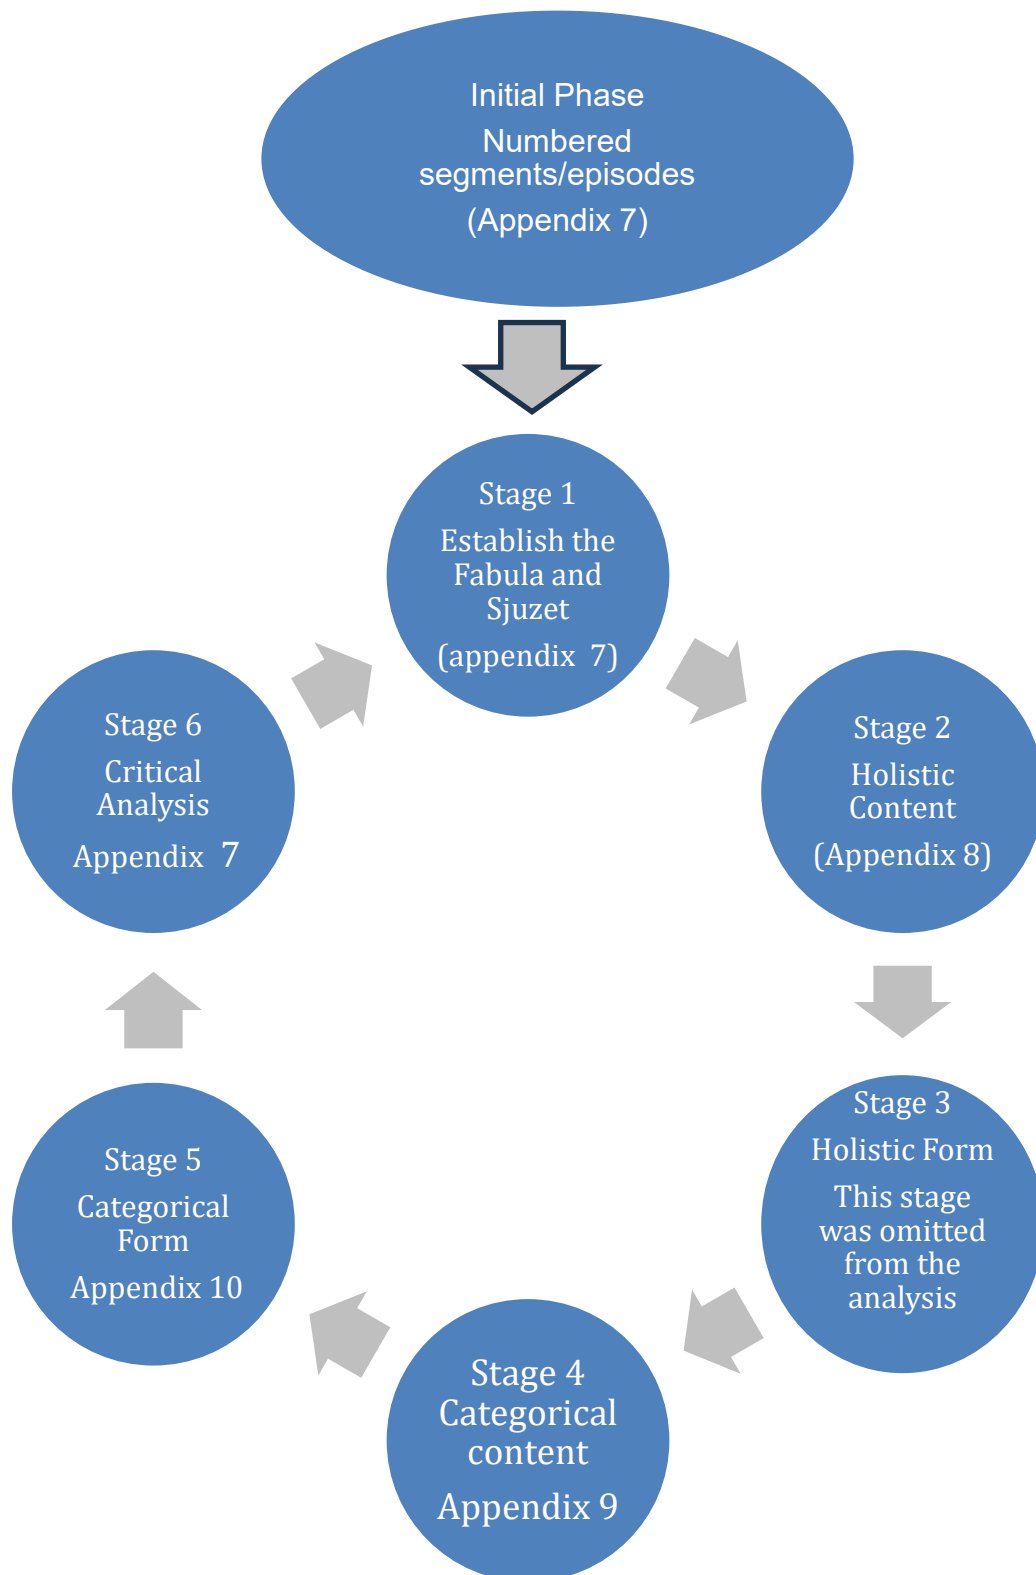 Initial Phase
Numbered
segments/episodes
(Appendix 7)
Stage 1
Establish the
Fabula and
Sjuzet
(appendix 7)
Stage 2
Holistic
Content
(Appendix 8)
Stage 3
Holistic Form
This stage
was omitted
from the
analysis
Stage 4
Categorical
content
Appendix 9
Stage 5
Categorical
Form
Appendix 10
Stage 6
Critical
Analysis
Appendix 7